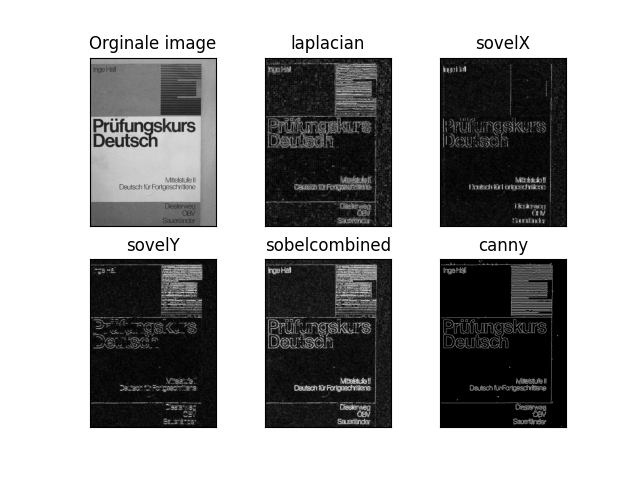 Orginale image
Inge Hall
Prüfungskurs
Deutsch
Mittelstufe II
Deutsch für Fortgeschrittene
Diesterweg
ÖBV
Sauerländer
laplacian
Inge Hall
Prüfungskurs
Deutsch
Mittelstufe II
Deutsch für Fortgeschrittene
Diesterweg
ÖBV
Sauerländer
sovelX
Inge Hall
Prüfungskurs
Deutsch
Mittelstufe II
Deutsch für Fortgeschrittene
Diesterweg
ÖBV
Sauerländer
sovelY
Inge Hall
Prüfungskurs
Deutsch
Mittelstufe II
Deutsch für Fortgeschrittene
Diesterweg
ÖBV
Sauerländer
sobelcombined
Inge Hall
Prüfungskurs
Deutsch
Mittelstufe II
Deutsch für Fortgeschrittene
Diesterweg
ÖBV
Sauerländer
canny
Inge Hall
Prüfungskurs
Deutsch
Mittelstufe II
Deutsch für Fortgeschrittene
Diesterweg
ÖBV
Sauerländer